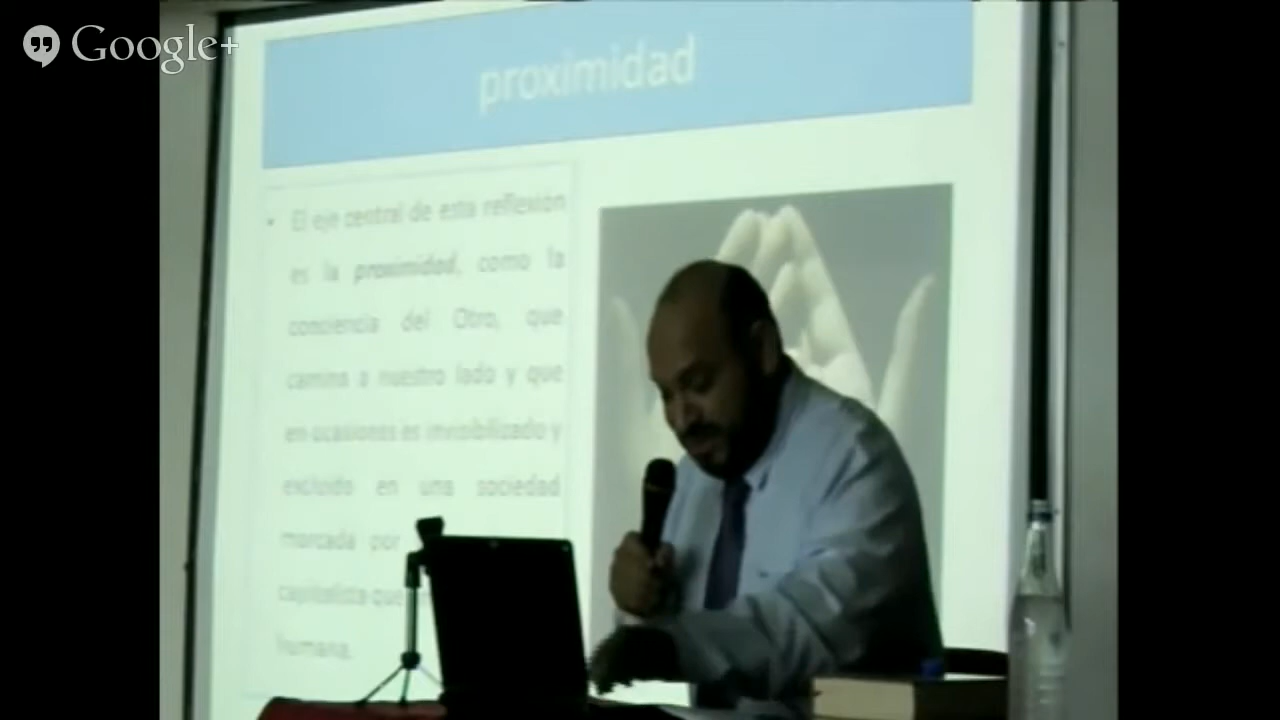 Google+
proximidad
• El eje central de esta reflexión
es la proximidad, como la
conciencia del Otro, que
camina a nuestro lado y que
en ocasiones es invisibilizado y
excluido en una sociedad
marcada por
capitalista que
humana.